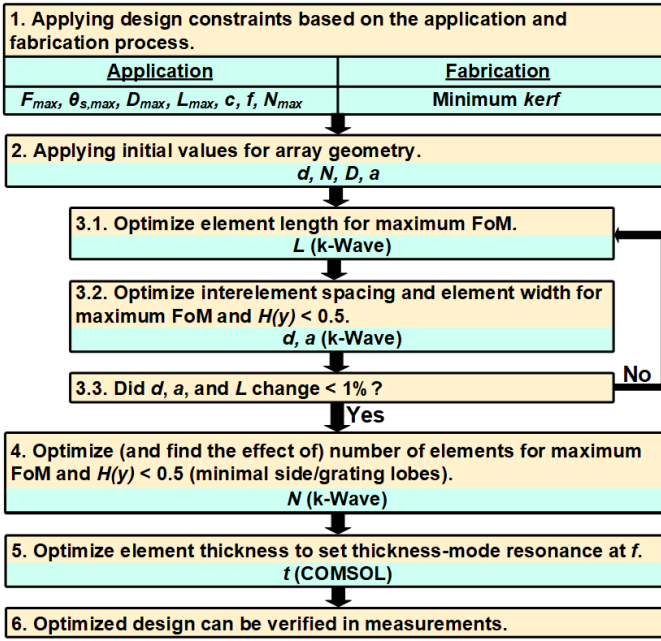 1. Applying design constraints based on the application and
fabrication process.
Application
Fabrication
Fmax, θs,max, Dmax, Lmax, c, f, Nmax
Minimum kerf
2. Applying initial values for array geometry.
d, N, D, a
3.1. Optimize element length for maximum FoM.
L (k-Wave)
3.2. Optimize interelement spacing and element width for
maximum FoM and H(y) < 0.5.
d, a (k-Wave)
3.3. Did d, a, and L change < 1% ?
No
Yes
4. Optimize (and find the effect of) number of elements for maximum
FoM and H(y) < 0.5 (minimal side/grating lobes).
N (k-Wave)
5. Optimize element thickness to set thickness-mode resonance at f.
t (COMSOL)
6. Optimized design can be verified in measurements.